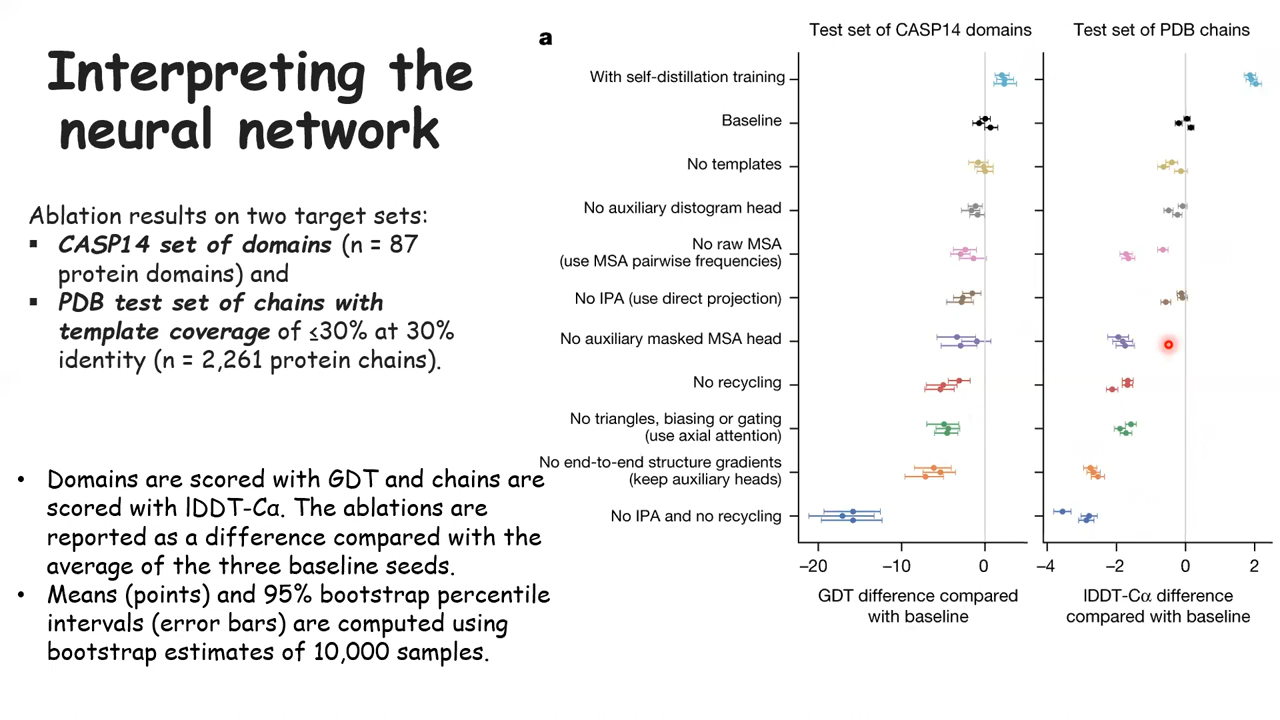 Interpreting the
neural network
Ablation results on two target sets:
▪ CASP14 set of domains (n = 87
protein domains) and
▪ PDB test set of chains with
template coverage of ≤30% at 30%
identity (n = 2,261 protein chains).
• Domains are scored with GDT and chains are
scored with lDDT-Cα. The ablations are
reported as a difference compared with the
average of the three baseline seeds.
• Means (points) and 95% bootstrap percentile
intervals (error bars) are computed using
bootstrap estimates of 10,000 samples.
a
Test set of CASP14 domains
Test set of PDB chains
With self-distillation training
Baseline
No templates
No auxiliary distogram head
No raw MSA
(use MSA pairwise frequencies)
No IPA (use direct projection)
No auxiliary masked MSA head
No recycling
No triangles, biasing or gating
(use axial attention)
No end-to-end structure gradients
(keep auxiliary heads)
No IPA and no recycling
−20 −10 0
GDT difference compared
with baseline
−4 −2 0 2
lDDT-Cα difference
compared with baseline